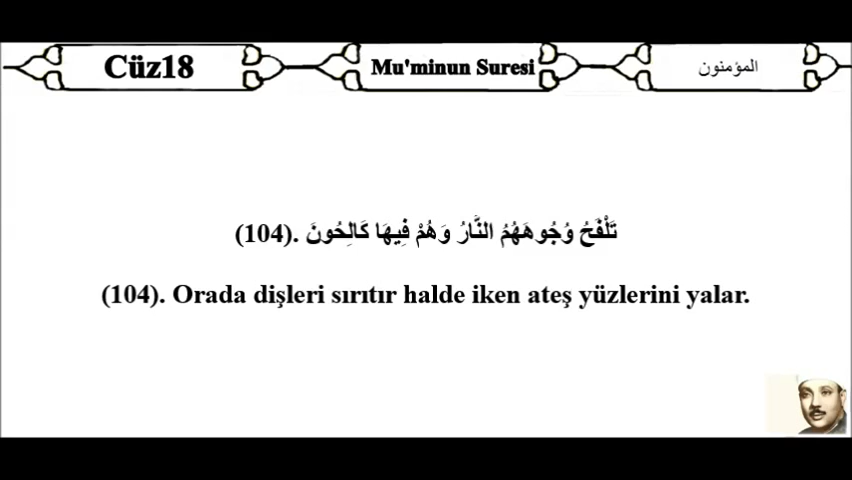 Cüz18
Mu'minun Suresi
المؤمنون
تَلْفَحُ وُجُوهَهُمُ النَّارُ وَهُمْ فِيهَا كَالِحُونَ .(104)
(104). Orada dişleri sırıtır halde iken ateş yüzlerini yalar.